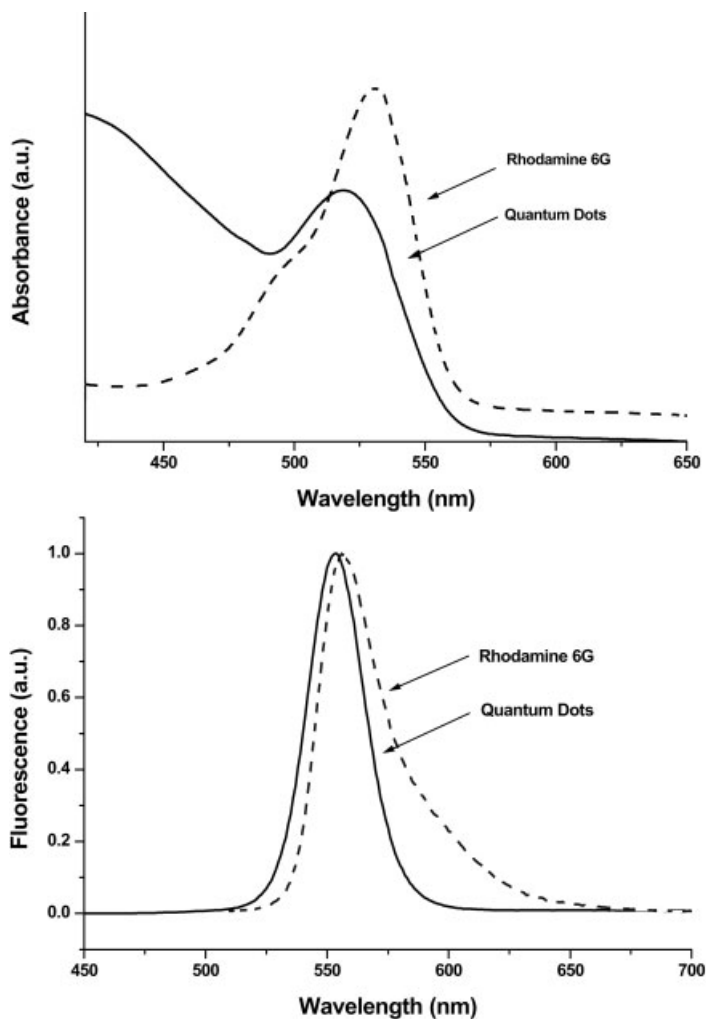 Absorbance (a.u.)
Rhodamine 6G
Quantum Dots
450 500 550 600 650
Wavelength (nm)
Fluorescence (a.u.)
1.0
0.8
0.6
0.4
0.2
0.0
Rhodamine 6G
Quantum Dots
450 500 550 600 650 700
Wavelength (nm)